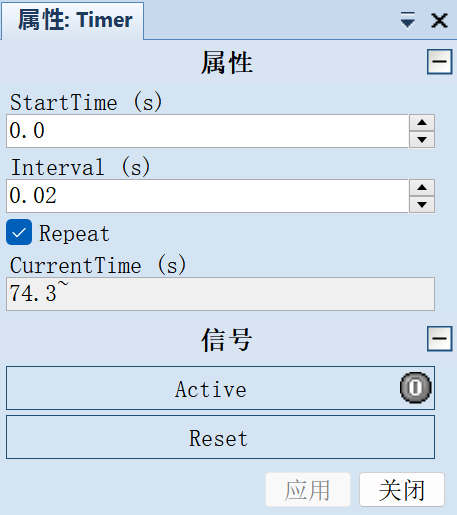 属性: Timer
属性
StartTime (s)
0.0
Interval (s)
0.02
Repeat
CurrentTime (s)
74.3~
信号
Active 0
Reset
应用 关闭